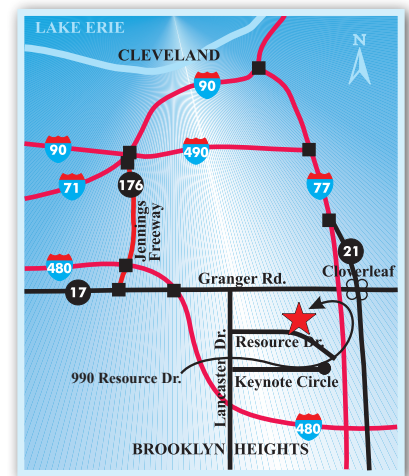 LAKE ERIE
CLEVELAND
N
90
90
490
71
176
77
Jennings
Freeway
21
480
Granger Rd.
Cloverleaf
17
Lancaster Dr.
Resource Dr.
990 Resource Dr.
Keynote Circle
480
BROOKLYN HEIGHTS